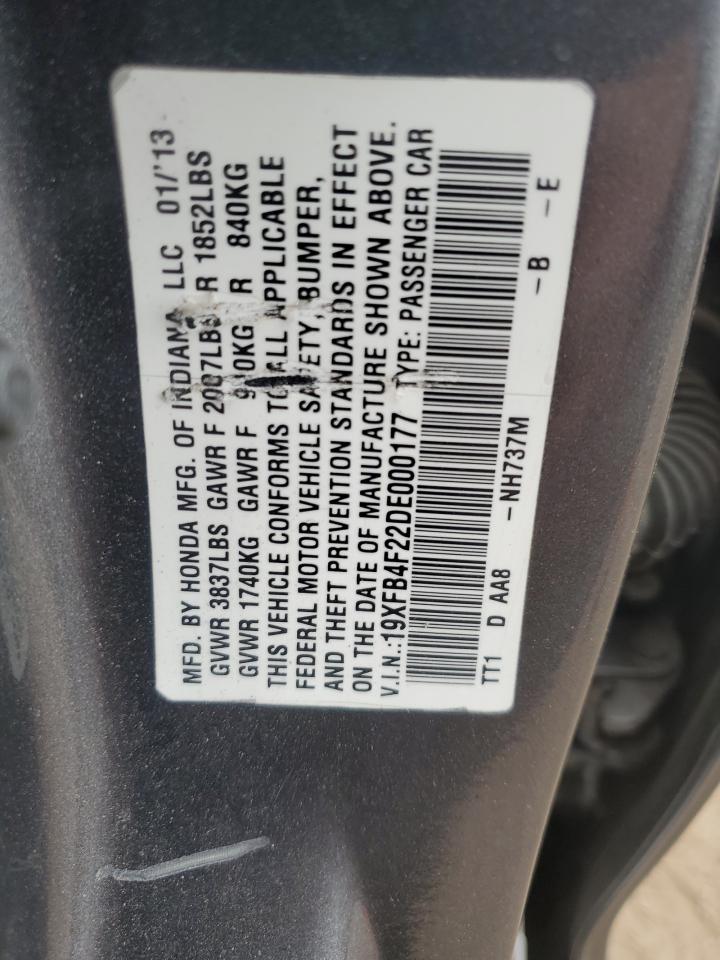 MFD. BY HONDA MFG. OF INDIANA LLC 01/'13
GVWR 3837LBS GAWR F R 1852LBS
GVWR 1740KG GAWR F R 840KG
THIS VEHICLE CONFORMS TO ALL APPLICABLE
FEDERAL MOTOR VEHICLE SAFETY, BUMPER,
AND THEFT PREVENTION STANDARDS IN EFFECT
ON THE DATE OF MANUFACTURE SHOWN ABOVE.
V.I.N.:19XFB4F22DE000177 TYPE: PASSENGER CAR
TT1 D AA8 -NH737M -B -E